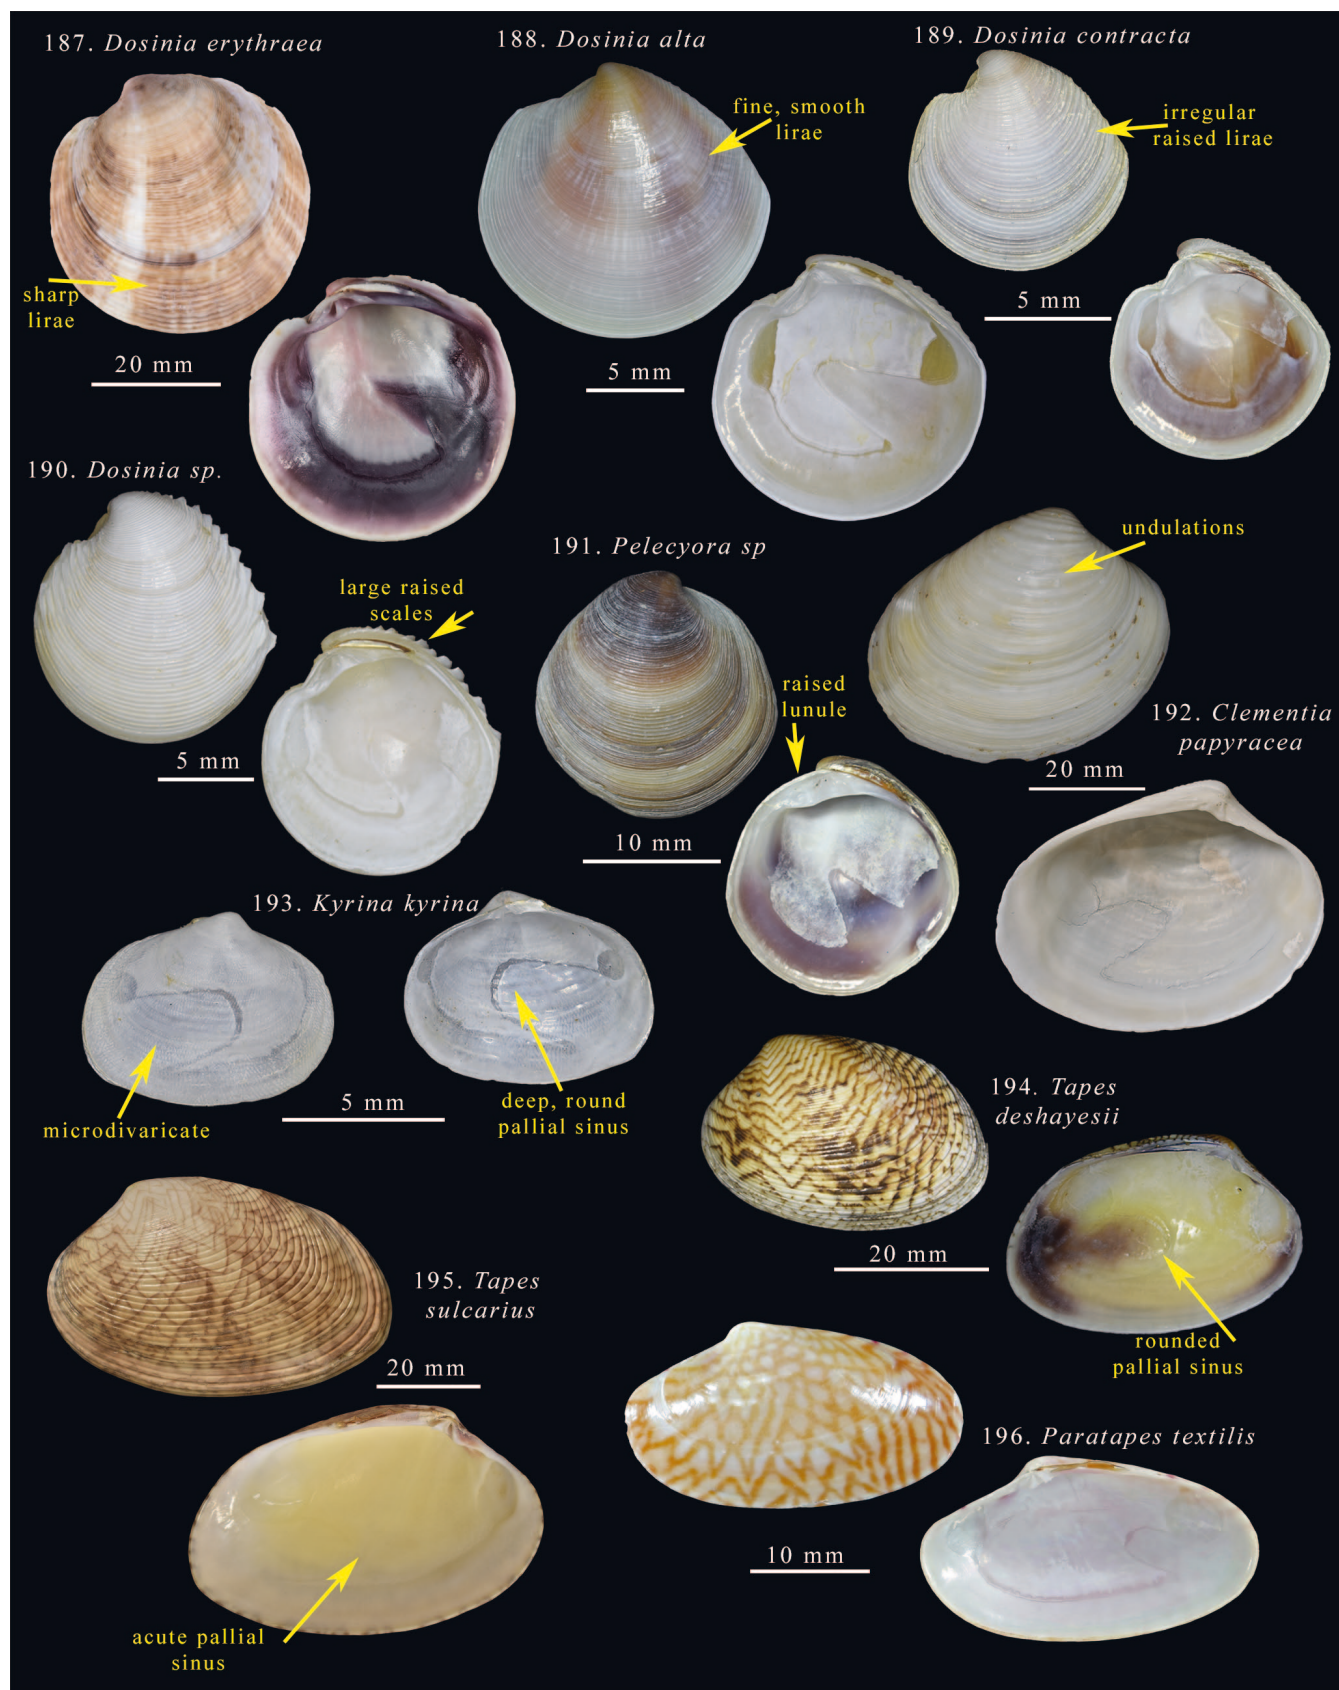 187. Dosinia erythraea
188. Dosinia alta
189. Dosinia contracta
fine, smooth
lirae
irregular
raised lirae
sharp
lirae
20 mm
5 mm
5 mm
190. Dosinia sp.
large raised
scales
5 mm
191. Pelecyora sp
undulations
raised
lunule
10 mm
192. Clementia
papyracea
20 mm
193. Kyrina kyrina
microdivaricate
5 mm
deep, round
pallial sinus
194. Tapes
deshayesii
20 mm
rounded
pallial sinus
195. Tapes
sulcarius
20 mm
acute pallial
sinus
196. Paratapes textilis
10 mm